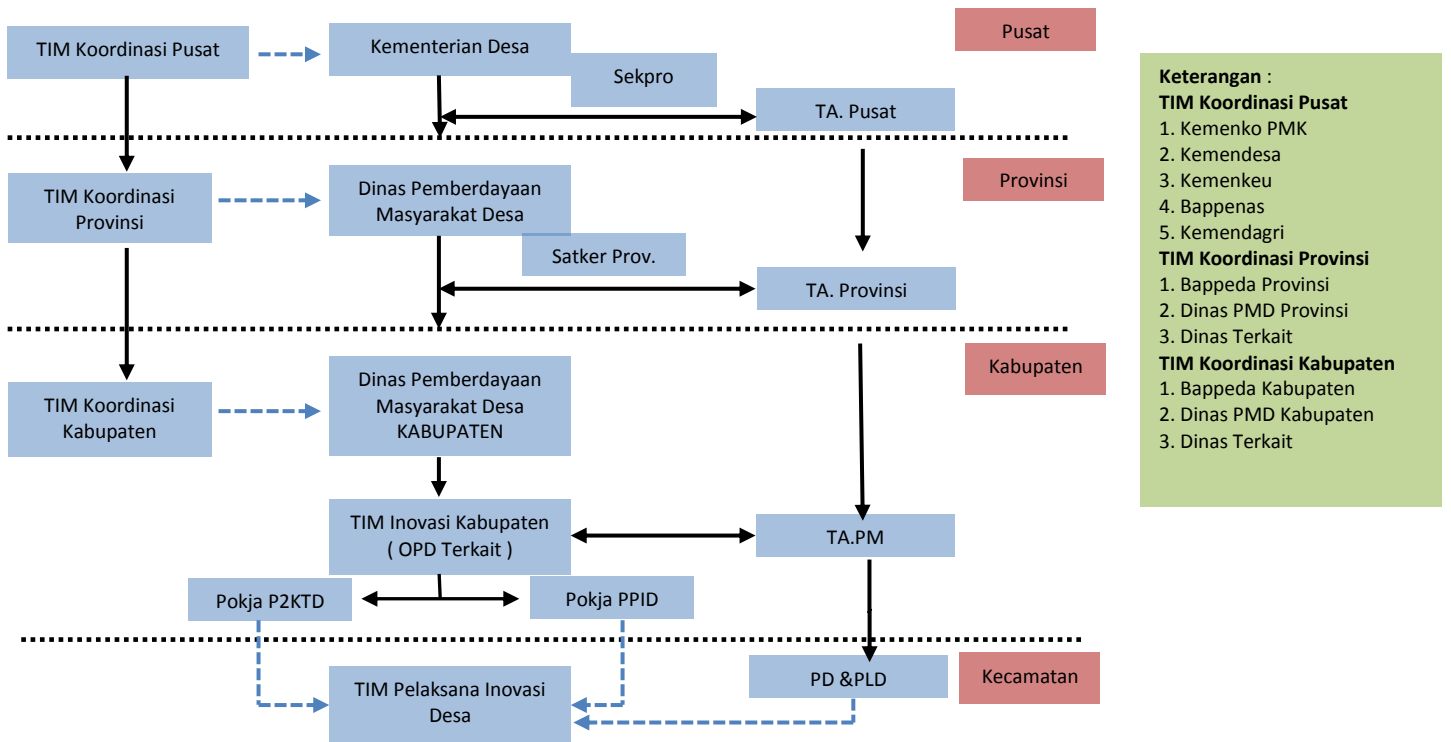 TIM Koordinasi Pusat
Kementerian Desa
Pusat
Sekpro
TA. Pusat
TIM Koordinasi
Provinsi
Dinas Pemberdayaan
Masyarakat Desa
Provinsi
Satker Prov.
TA. Provinsi
TIM Koordinasi
Kabupaten
Dinas Pemberdayaan
Masyarakat Desa
KABUPATEN
Kabupaten
TIM Inovasi Kabupaten
( OPD Terkait )
TA.PM
Pokja P2KTD
Pokja PPID
TIM Pelaksana Inovasi
Desa
PD &PLD
Kecamatan
Keterangan :
TIM Koordinasi Pusat
1. Kemenko PMK
2. Kemendesa
3. Kemenkeu
4. Bappenas
5. Kemendagri
TIM Koordinasi Provinsi
1. Bappeda Provinsi
2. Dinas PMD Provinsi
3. Dinas Terkait
TIM Koordinasi Kabupaten
1. Bappeda Kabupaten
2. Dinas PMD Kabupaten
3. Dinas Terkait